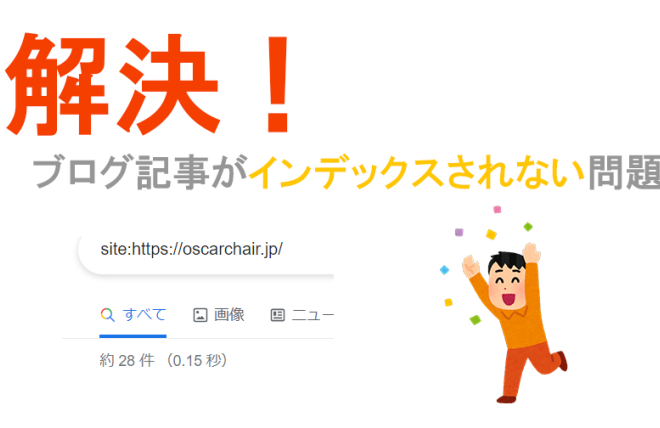 解決！
ブログ記事がインデックスされない問題
site:https://oscarchair.jp/
すべて 画像 ニュー
約 28 件 （0.15 秒）